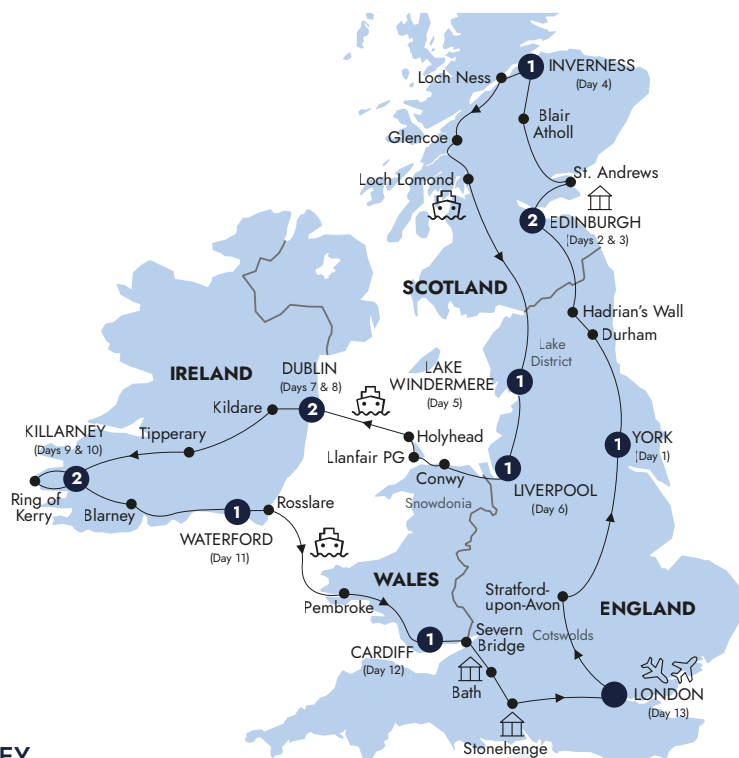 Loch Ness
1
INVERNESS
(Day 4)
Blair
Atholl
Glencoe
Loch Lomond
St. Andrews
2
EDINBURGH
(Days 2 & 3)
SCOTLAND
Hadrian's Wall
Durham
Lake
District
IRELAND
DUBLIN
(Days 7 & 8)
LAKE
WINDERMERE
(Day 5)
1
Kildare
2
KILLARNEY
(Days 9 & 10)
Tipperary
Holyhead
Llanfair PG
Conwy
1
YORK
(Day 1)
2
1
LIVERPOOL
(Day 6)
Ring of
Kerry
Blarney
1
Rosslare
Snowdonia
WATERFORD
(Day 11)
WALES
Pembroke
Stratford-
upon-Avon
ENGLAND
1
CARDIFF
(Day 12)
Severn
Bridge
Cotswolds
Bath
LONDON
(Day 13)
Stonehenge
EY